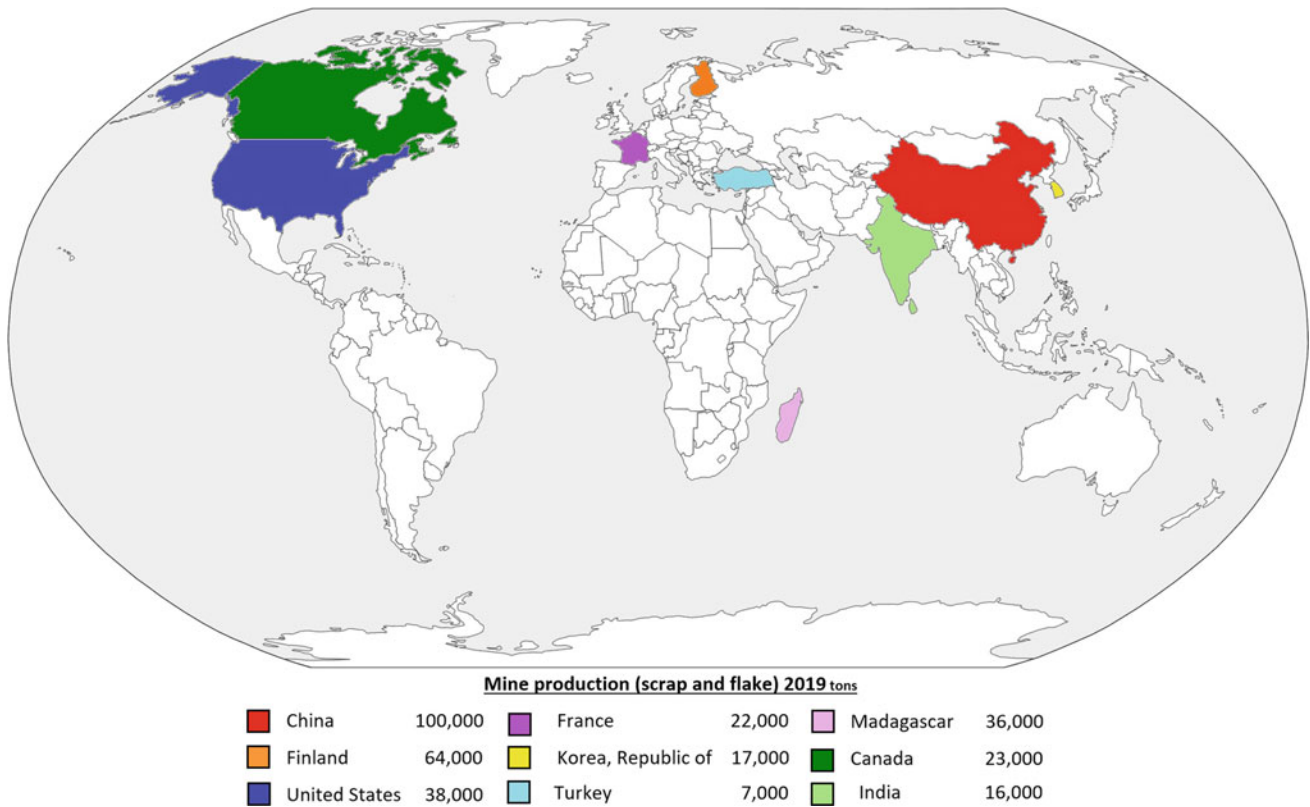 Mine production (scrap and flake) 2019 tons
China 100,000 France 22,000 Madagascar 36,000
Finland 64,000 Korea, Republic of 17,000 Canada 23,000
United States 38,000 Turkey 7,000 India 16,000